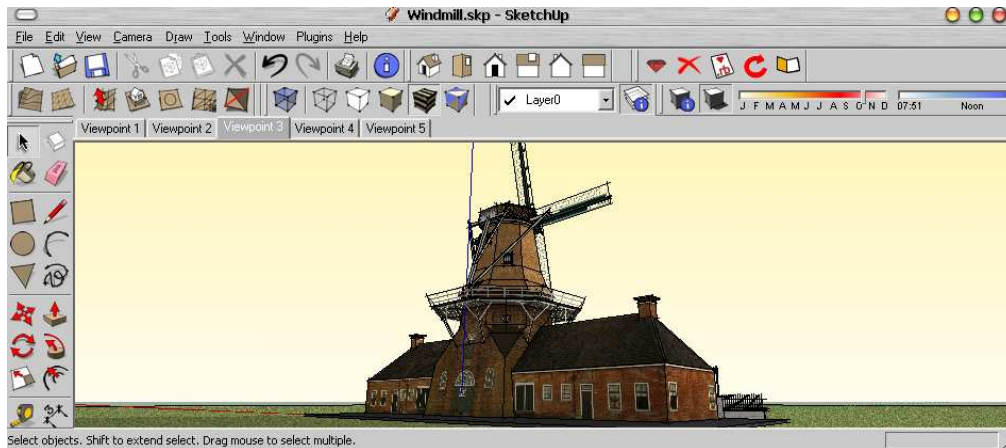 Windmill.skp - SketchUp
File Edit View Camera Draw Tools Window Plugins Help
Layer0
J F M A M J J A S O N D 07:51 Noon
Viewpoint 1 Viewpoint 2 Viewpoint 3 Viewpoint 4 Viewpoint 5
Select objects. Shift to extend select. Drag mouse to select multiple.